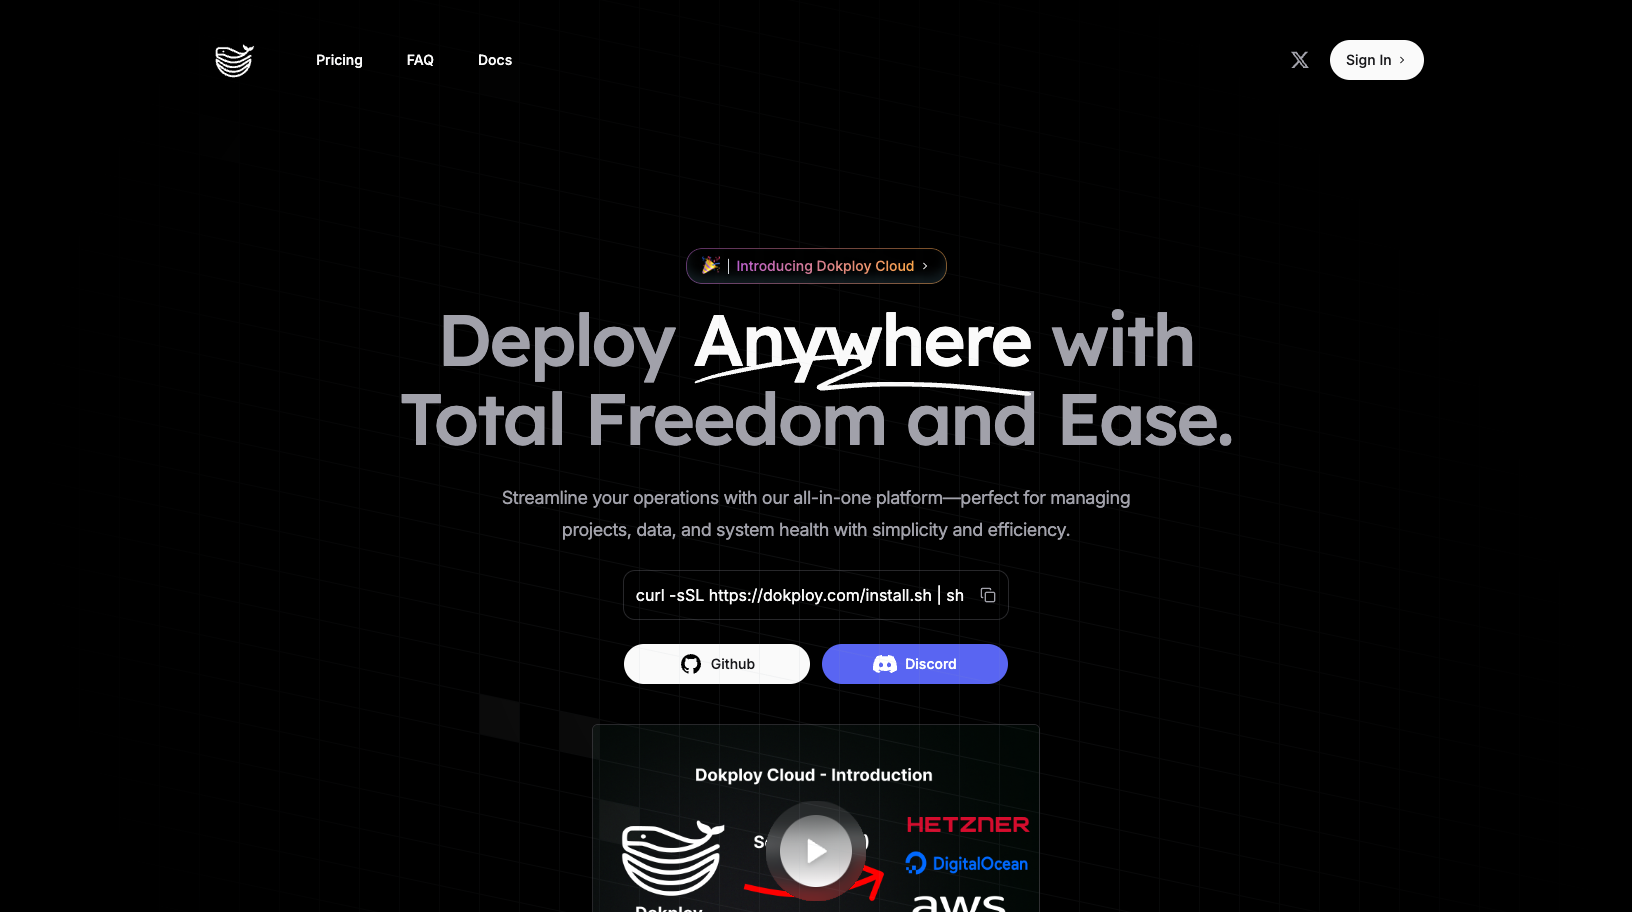 Pricing
FAQ
Docs
Sign In
Introducing Dokploy Cloud
Deploy Anywhere with
Total Freedom and Ease.
Streamline your operations with our all-in-one platform—perfect for managing
projects, data, and system health with simplicity and efficiency.
curl -sSL https://dokploy.com/install.sh | sh
Github
Discord
Dokploy Cloud - Introduction
HETZNER
DigitalOcean
aws
Dokploy